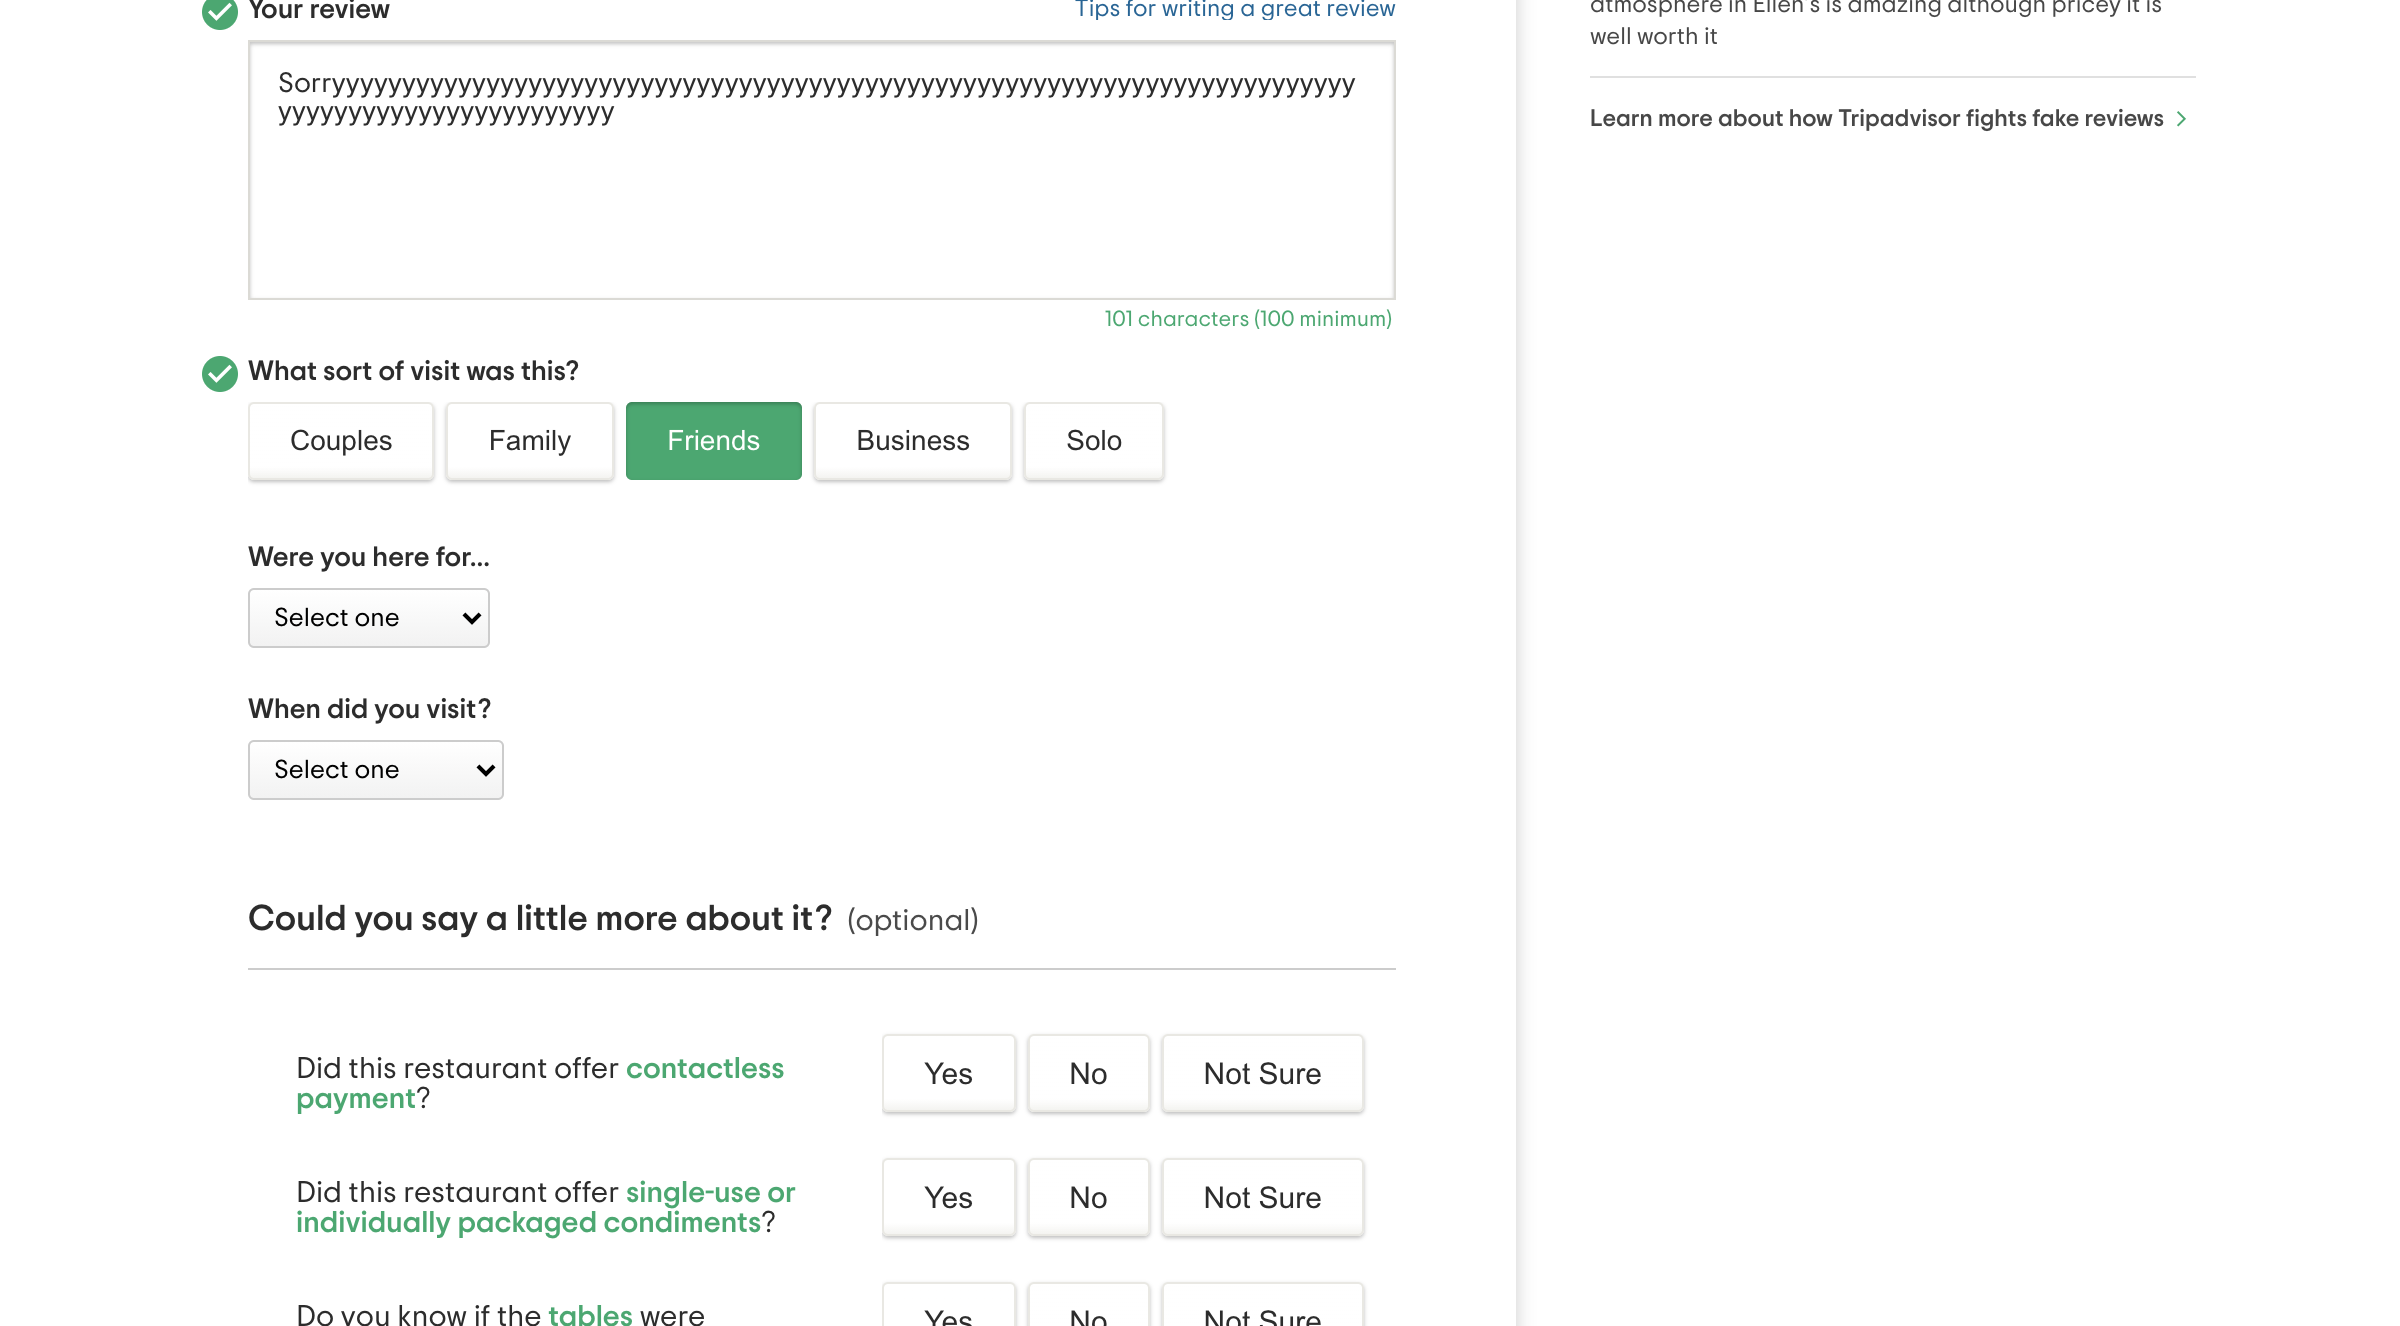 Your review
Tips for writing a great review
Sorryyyyyyyyyyyyyyyyyyyyyyyyyyyyyyyyyyyyyyyyyyyyyyyyyyyyyyyyyyyyyyyyyyyyyyyyy
yyyyyyyyyyyyyyyyyyyyyyyy
101 characters (100 minimum)
What sort of visit was this?
Couples Family Friends Business Solo
Were you here for...
Select one
When did you visit?
Select one
Could you say a little more about it? (optional)
Did this restaurant offer contactless
payment?
Yes No Not Sure
Did this restaurant offer single-use or
individually packaged condiments?
Yes No Not Sure
Do you know if the tables were
Yes No Not Sure
atmosphere in Ellen's is amazing although pricey it is
well worth it
Learn more about how Tripadvisor fights fake reviews